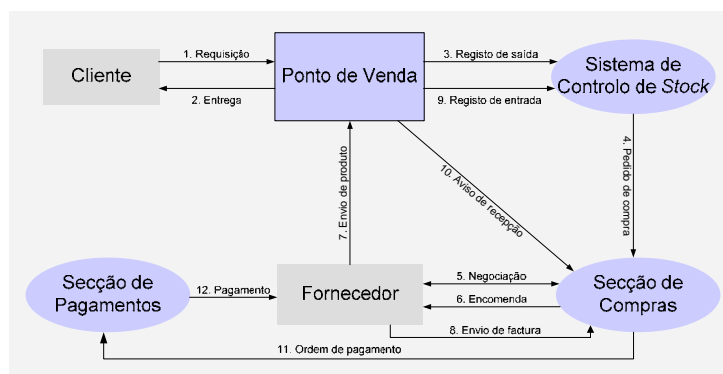 1. Requisição
3. Registo de saída
Cliente
Ponto de Venda
Sistema de
Controlo de Stock
2. Entrega
9. Registo de entrada
4. Pedido de compra
7. Envio de produto
10. Aviso de recepção
Secção de
Pagamentos
12. Pagamento
Fornecedor
5. Negociação
6. Encomenda
Secção de
Compras
8. Envio de factura
11. Ordem de pagamento